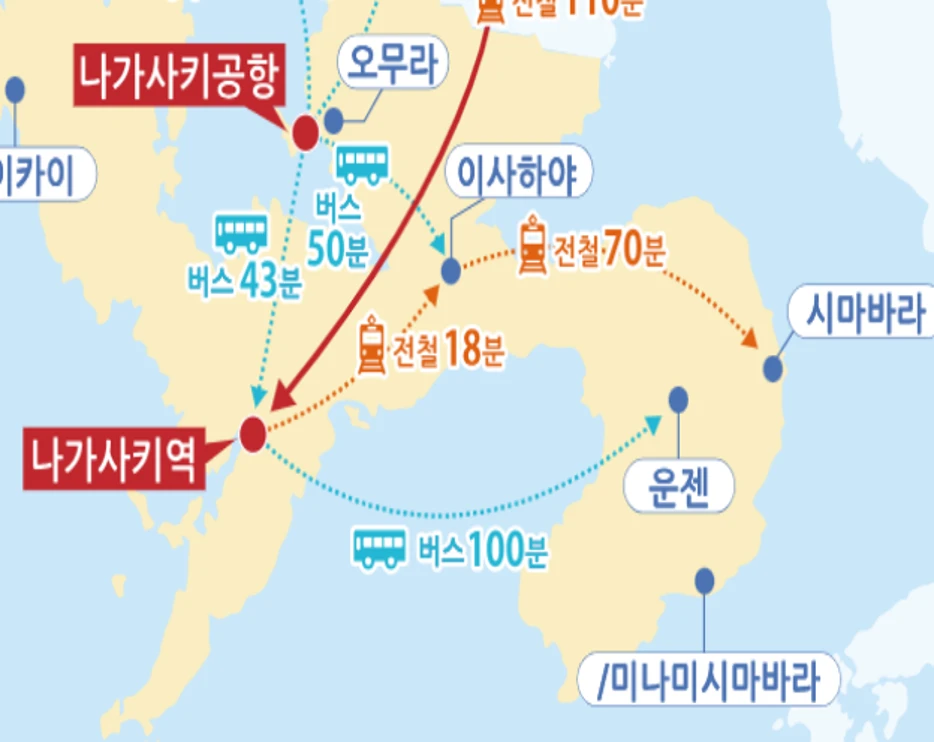 전철 110분
나가사키공항
오무라
이카이
이사하야
버스
50분
버스 43분
전철 70분
시마바라
전철 18분
나가사키역
운젠
버스 100분
/미나미시마바라